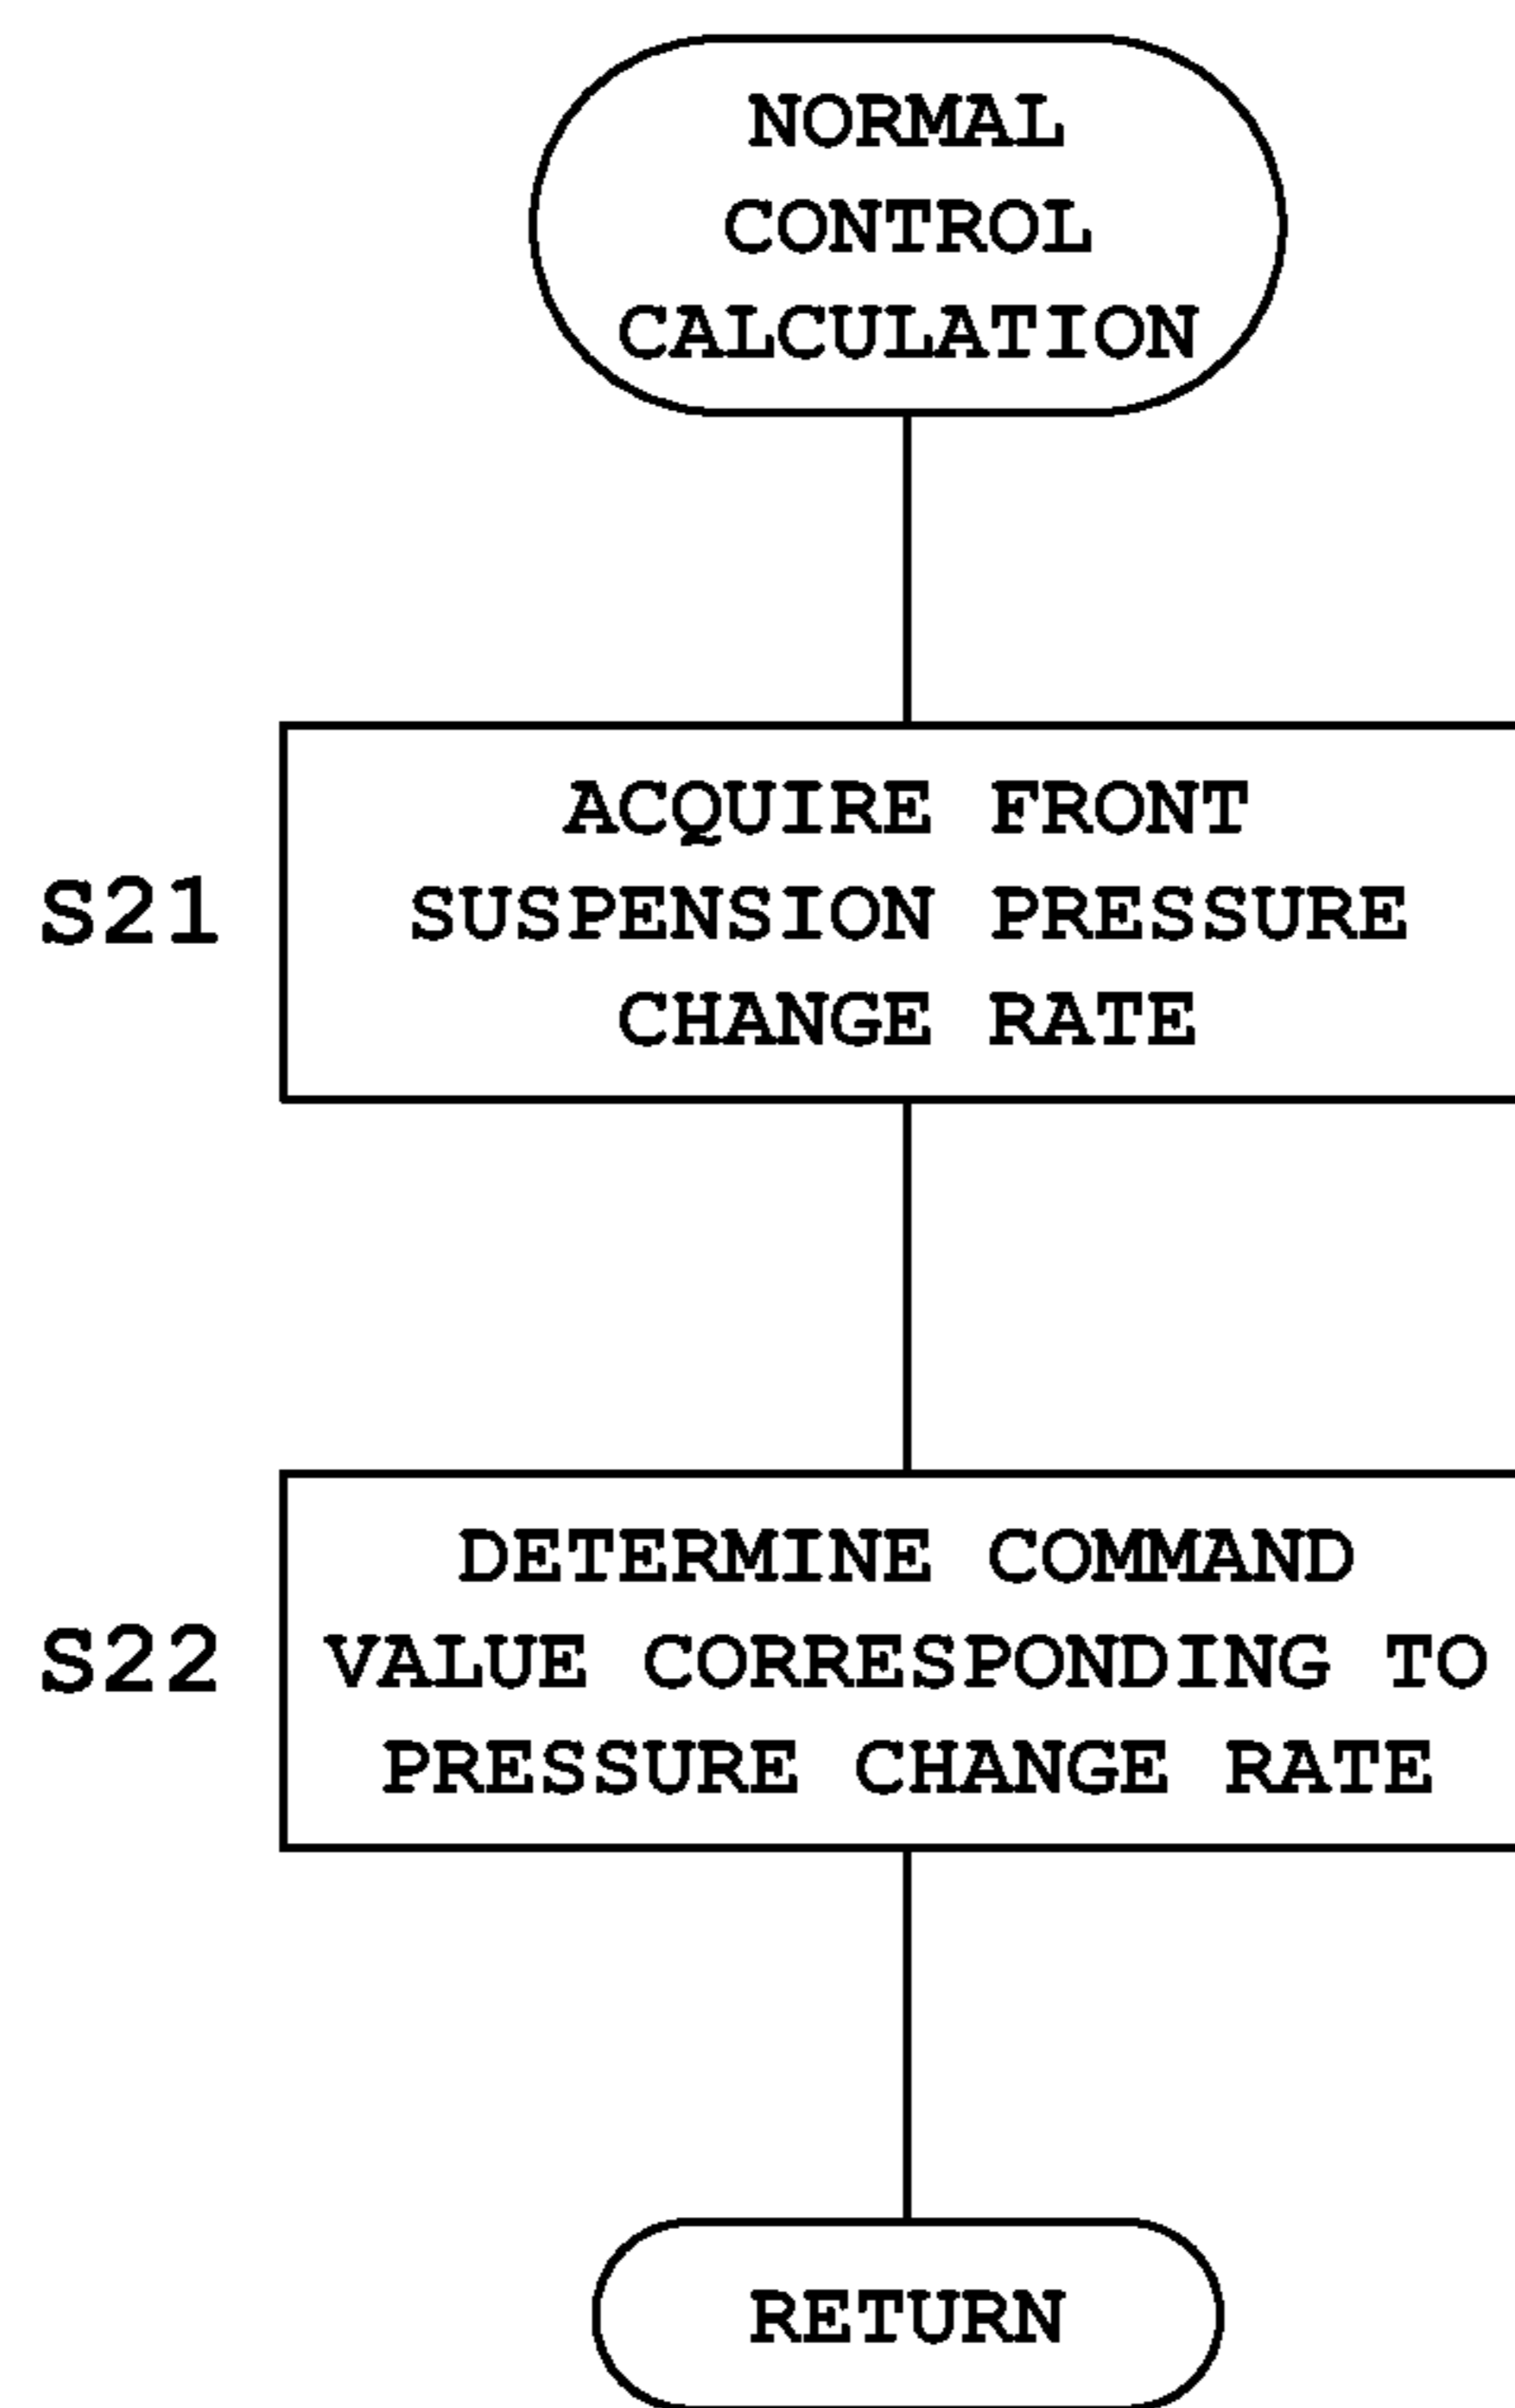 NORMAL
CONTROL
CALCULATION
ACQUIRE FRONT
S21 SUSPENSION PRESSURE
CHANGE RATE
DETERMINE COMMAND
S22 VALUE CORRESPONDING TO
PRESSURE CHANGE RATE
RETURN